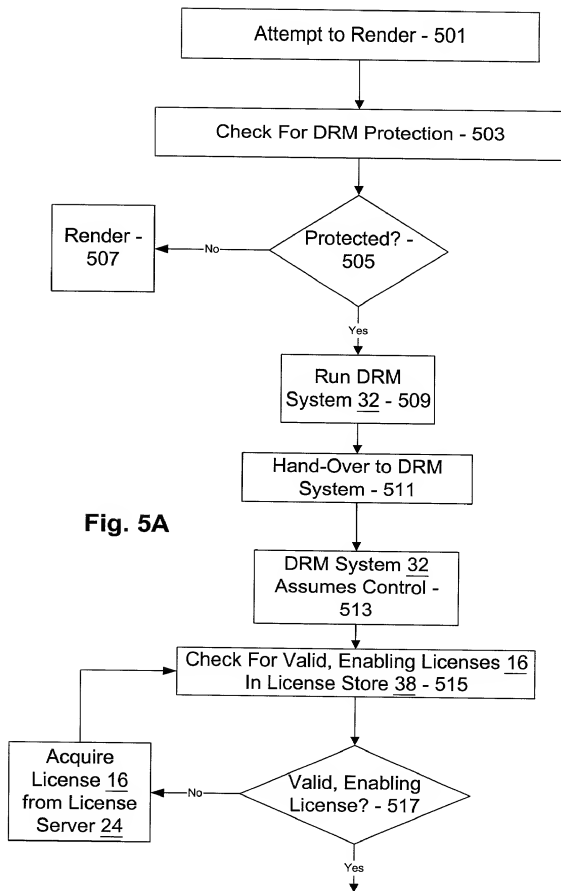 Attempt to Render - 501
Check For DRM Protection - 503
Render -
507
No
Protected? -
505
Yes
Run DRM
System 32 - 509
Hand-Over to DRM
System - 511
Fig. 5A
DRM System 32
Assumes Control -
513
Check For Valid, Enabling Licenses 16
In License Store 38 - 515
Acquire
License 16
from License
Server 24
No
Valid, Enabling
License? - 517
Yes